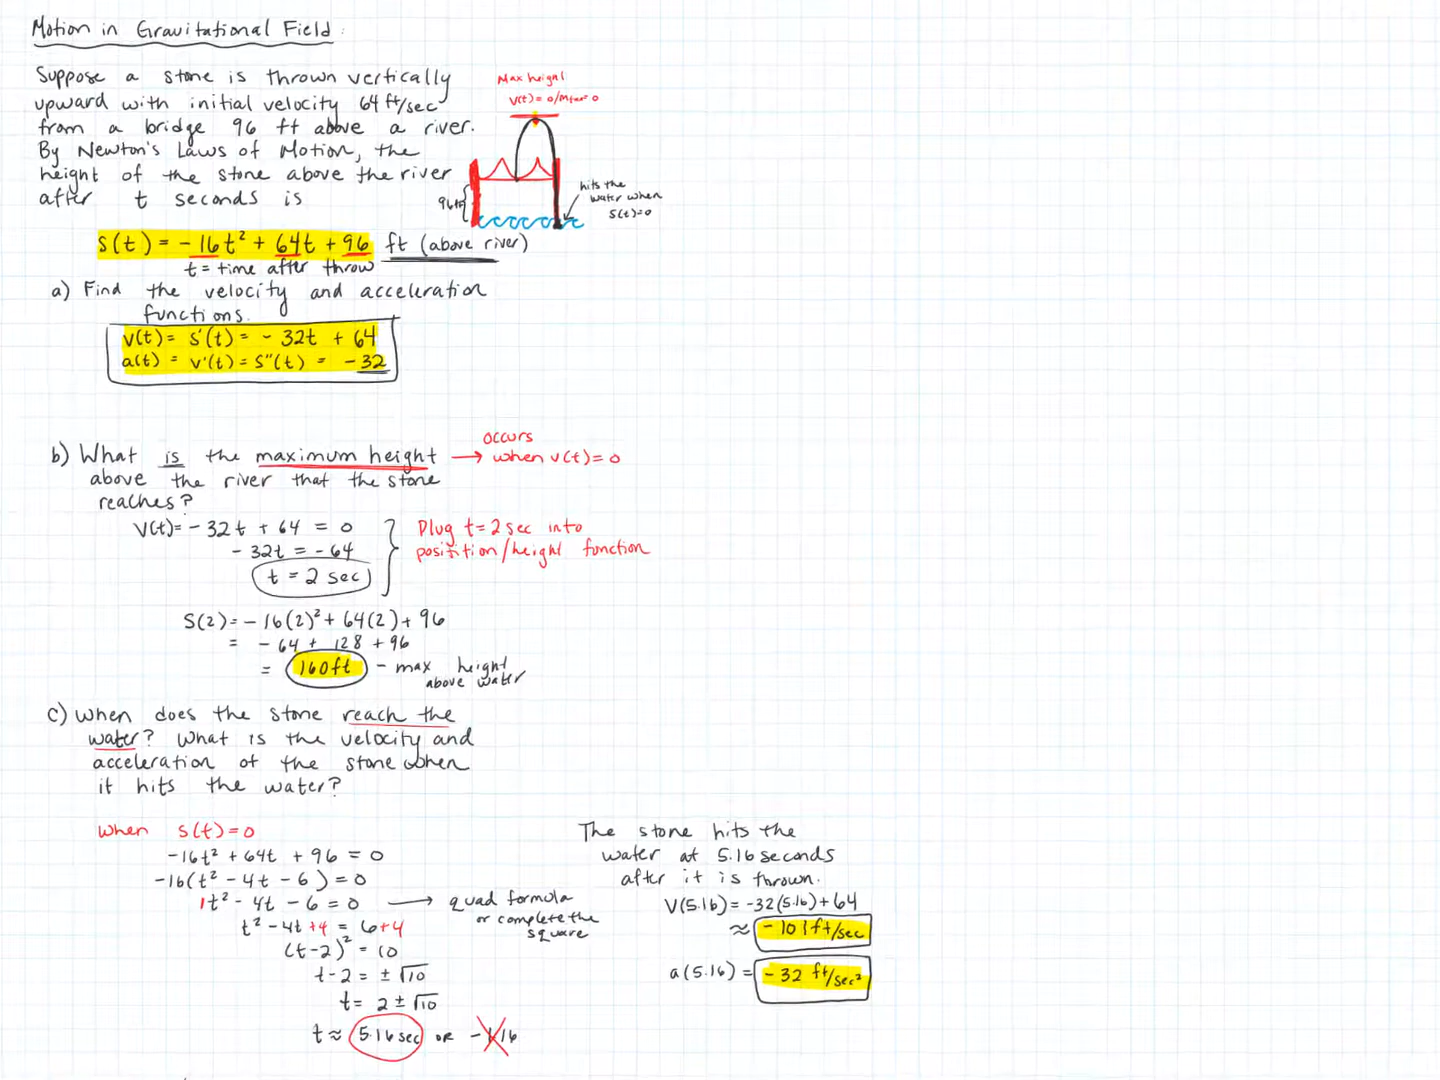 Motion in Gravitational Field:
Suppose a stone is thrown vertically
upward with initial velocity 64 ft/sec
from a bridge 96 ft above a river.
By Newton's Laws of Motion, the
height of the stone above the river
after t seconds is
Max height
V(t) = 0/
96ft
hits the
water when
S(t)=0
S(t) = -16t² + 64t + 96 ft (above river)
t = time after throw
a) Find the velocity and acceleration
functions.
V(t) = S'(t) = - 32t + 64
a(t) = V'(t) = S"(t) = -32
b) What is the maximum height → occurs
when v(t) = 0
above the river that the stone
reaches?
V(t) = - 32t + 64 = 0
- 32t = - 64
t = 2 sec
Plug t = 2 sec into
posittion/height function
S(2) = - 16(2)² + 64(2) + 96
= - 64 + 128 + 96
= 160ft - max height
above water
c) When does the stone reach the
water? What is the velocity and
acceleration of the stone when
it hits the water?
When S(t) = 0
-16t² + 64t + 96 = 0
-16(t² - 4t - 6) = 0
1t² - 4t - 6 = 0 → quad formula
or complete the
square
t² - 4t + 4 = 6 + 4
(t - 2)² = 10
t - 2 = ± √10
t = 2 ± √10
t ≈ 5.16 sec or - 1.16
The stone hits the
water at 5.16 seconds
after it is thrown.
V(5.16) = -32(5.16) + 64
≈ - 101 ft/sec
a(5.16) = - 32 ft/sec²